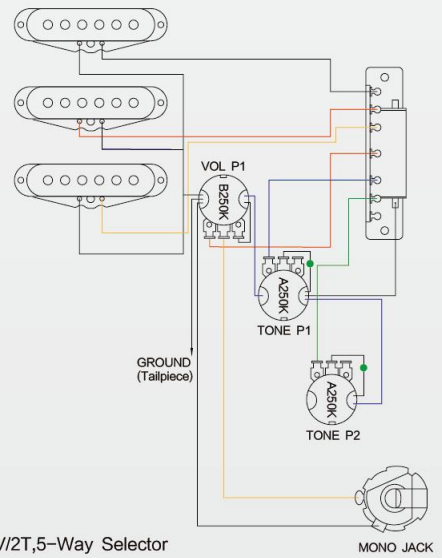 VOL P1
B250K
A250K
TONE P1
GROUND
(Tailpiece)
A250K
TONE P2
V/2T,5-Way Selector
MONO JACK